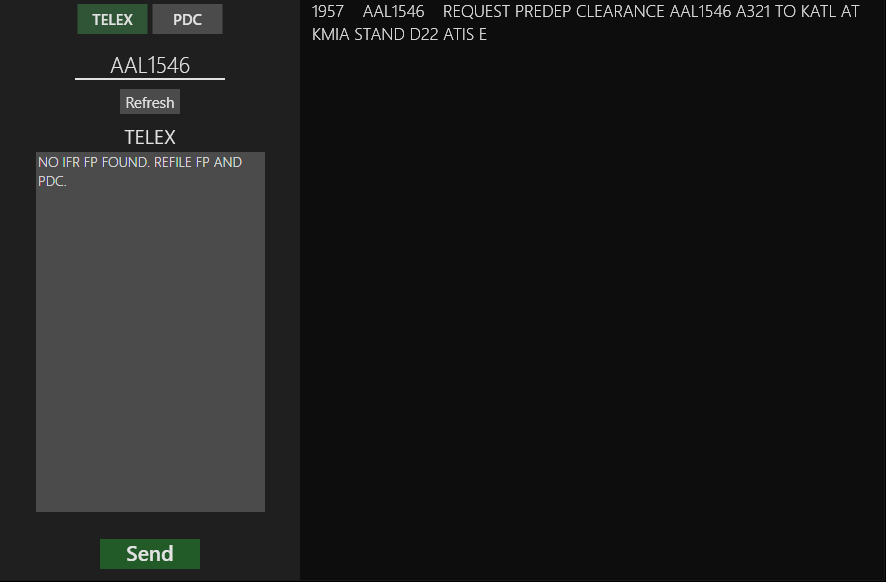 TELEX PDC
AAL1546
Refresh
TELEX
NO IFR FP FOUND. REFILE FP AND
PDC.
Send
1957 AAL1546 REQUEST PREDEP CLEARANCE AAL1546 A321 TO KATL AT
KMIA STAND D22 ATIS E